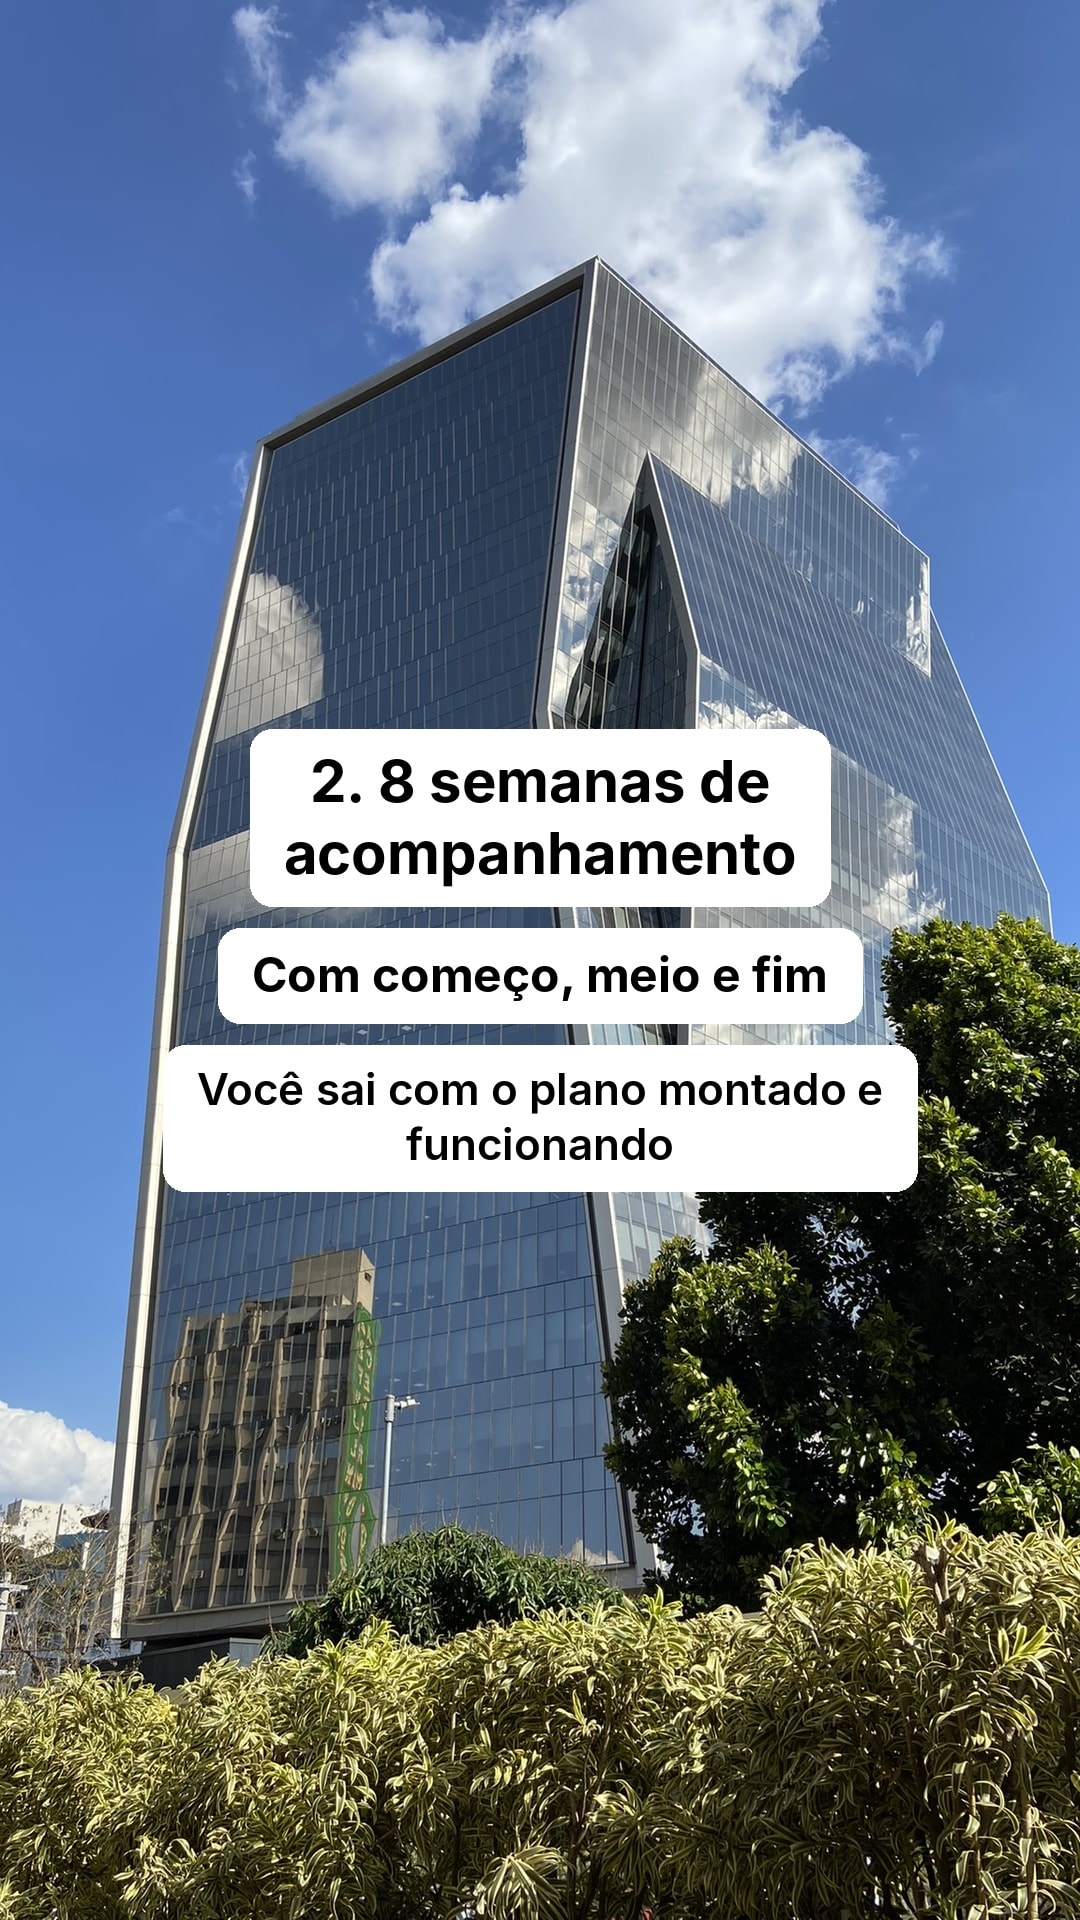 2. 8 semanas de
acompanhamento
Com começo, meio e fim
Você sai com o plano montado e
funcionando